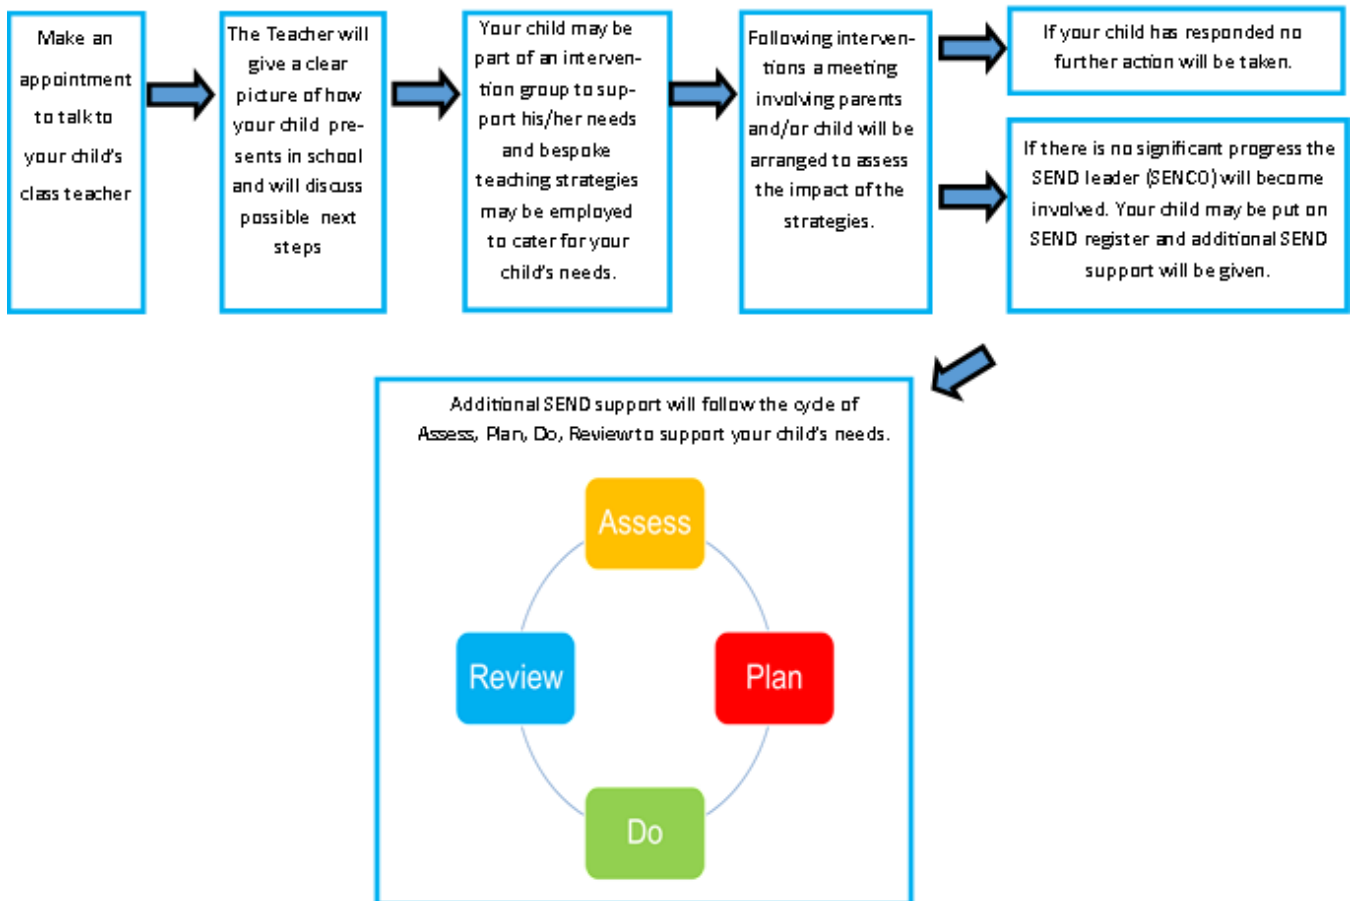 Make an
appointment
to talk to
your child's
class teacher
The Teacher will
give a clear
picture of how
your child pre-
sents in school
and will discuss
possible next
steps
Your child may be
part of an interven-
tion group to sup-
port his/her needs
and bespoke
teaching strategies
may be employed
to cater for your
child's needs.
Following interven-
tions a meeting
involving parents
and/or child will be
arranged to assess
the impact of the
strategies.
If your child has responded no
further action will be taken.
If there is no significant progress the
SEND leader (SENCO) will become
involved. Your child may be put on
SEND register and additional SEND
support will be given.
Additional SEND support will follow the cycle of
Assess, Plan, Do, Review to support your child's needs.
Assess
Plan
Do
Review